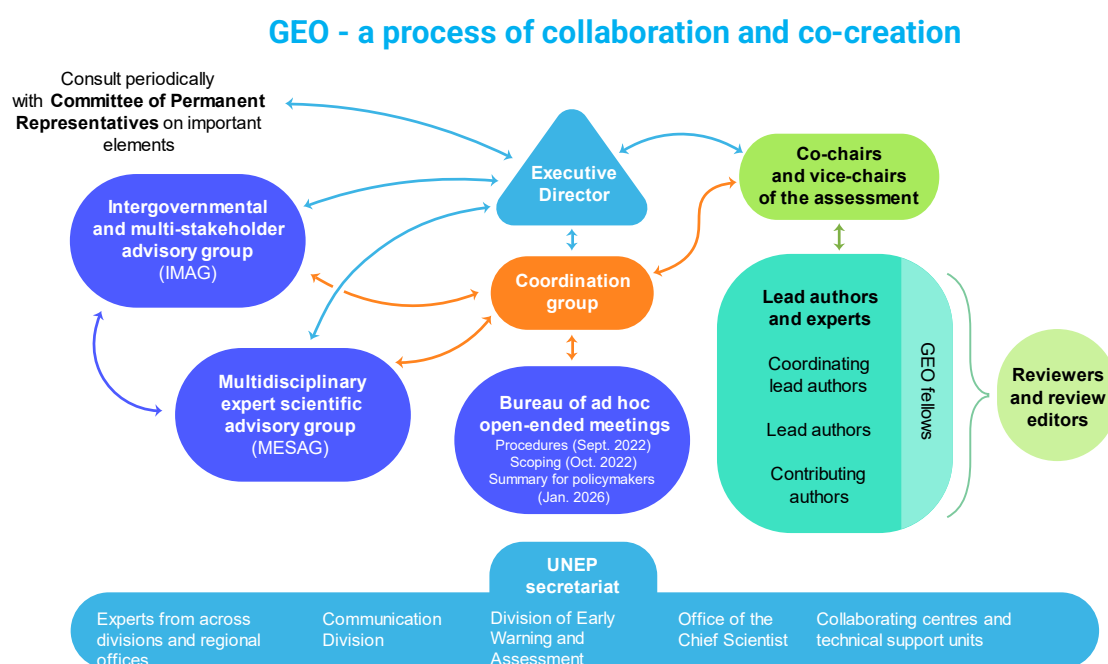 GEO - a process of collaboration and co-creation
Consult periodically
with Committee of Permanent
Representatives on important
elements
Executive
Director
Co-chairs
and vice-chairs
of the assessment
Intergovernmental
and multi-stakeholder
advisory group
(IMAG)
Coordination
group
Lead authors
and experts
Coordinating
lead authors
Lead authors
Contributing
authors
GEO fellows
Reviewers
and review
editors
Multidisciplinary
expert scientific
advisory group
(MESAG)
Bureau of ad hoc
open-ended meetings
Procedures (Sept. 2022)
Scoping (Oct. 2022)
Summary for policymakers
(Jan. 2026)
UNEP
secretariat
Experts from across
divisions and regional
offices
Communication
Division
Division of Early
Warning and
Assessment
Office of the
Chief Scientist
Collaborating centres and
technical support units